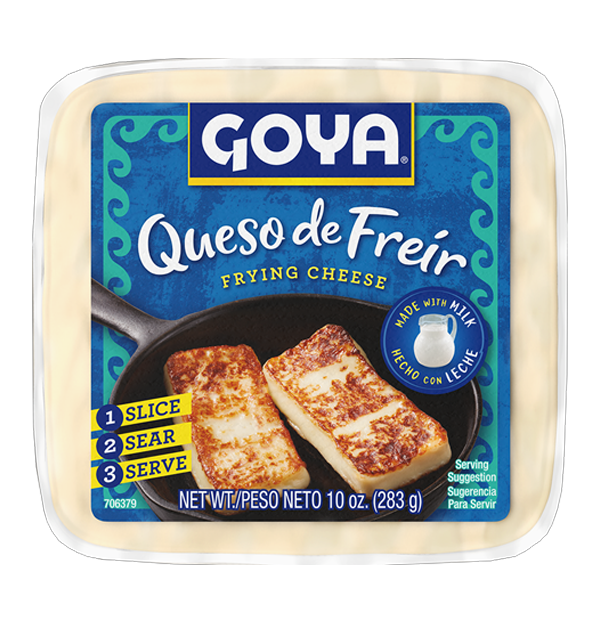 GOYA®
Queso de Freír
FRYING CHEESE
MADE WITH MILK
HECHO CON LECHE
1 SLICE
2 SEAR
3 SERVE
706379
NET WT./PESO NETO 10 oz. (283 g)
Serving
Suggestion
Sugerencia
Para Servir